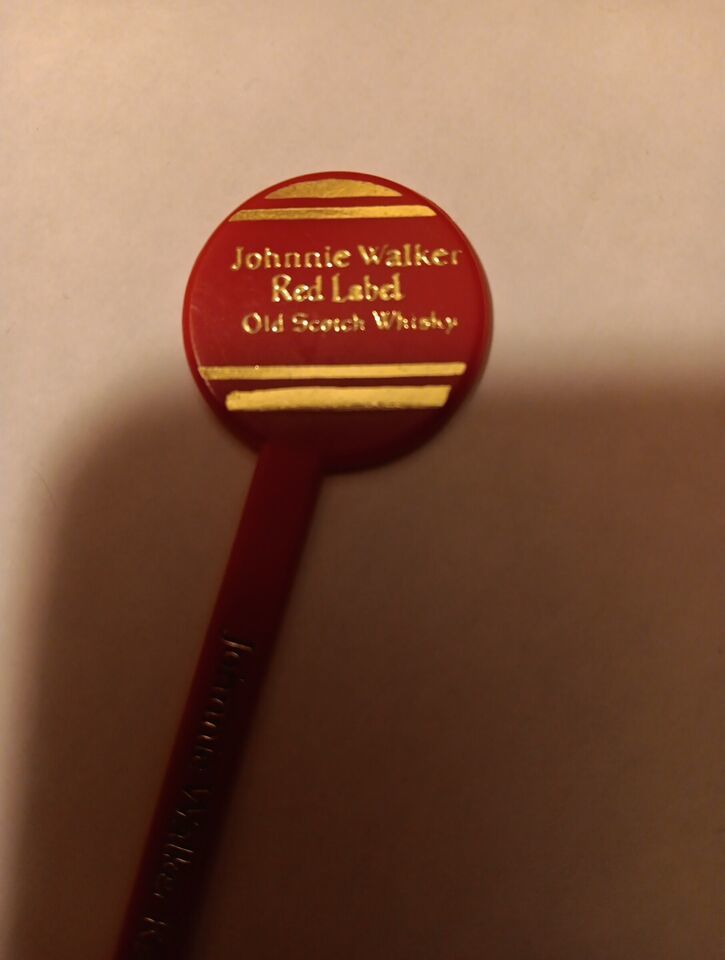 Johnnie Walker
Red Label
Old Scotch Whisky
Johnnie Walker